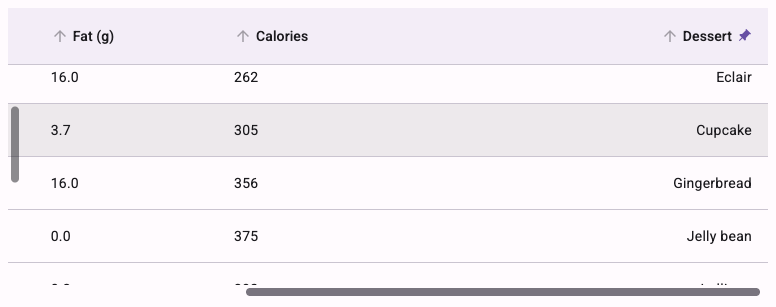 Fat (g) Calories Dessert
16.0 262 Eclair
3.7 305 Cupcake
16.0 356 Gingerbread
0.0 375 Jelly bean